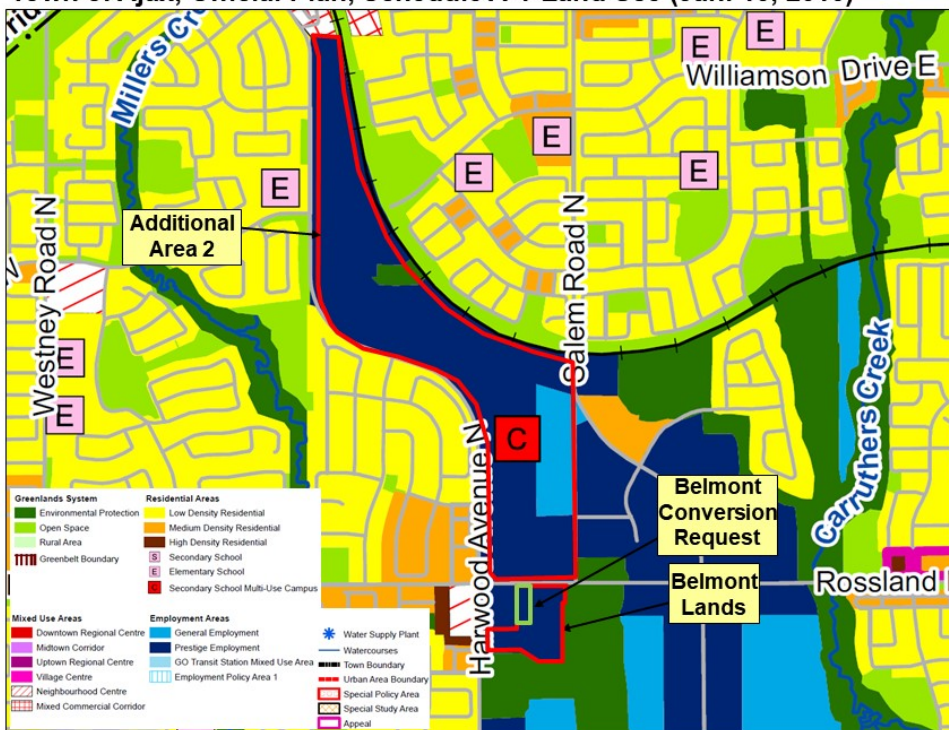 Millers Cr
E
E
Williamson Drive E
E
E
E
E
Additional
Area 2
Westney Road N
Salem Road N
E
E
C
Harwood Avenue N
Carruthers Creek
Belmont
Conversion
Request
Belmont
Lands
Rossland
Greenlands System
Environmental Protection
Open Space
Rural Area
Greenbelt Boundary
Residential Areas
Low Density Residential
Medium Density Residential
High Density Residential
S Secondary School
E Elementary School
C Secondary School Multi-Use Campus
Mixed Use Areas
Downtown Regional Centre
Midtown Corridor
Uptown Regional Centre
Village Centre
Neighbourhood Centre
Mixed Commercial Corridor
Employment Areas
General Employment
Prestige Employment
GO Transit Station Mixed Use Area
Employment Policy Area 1
Water Supply Plant
Watercourses
Town Boundary
Urban Area Boundary
Special Policy Area
Special Study Area
Appeal